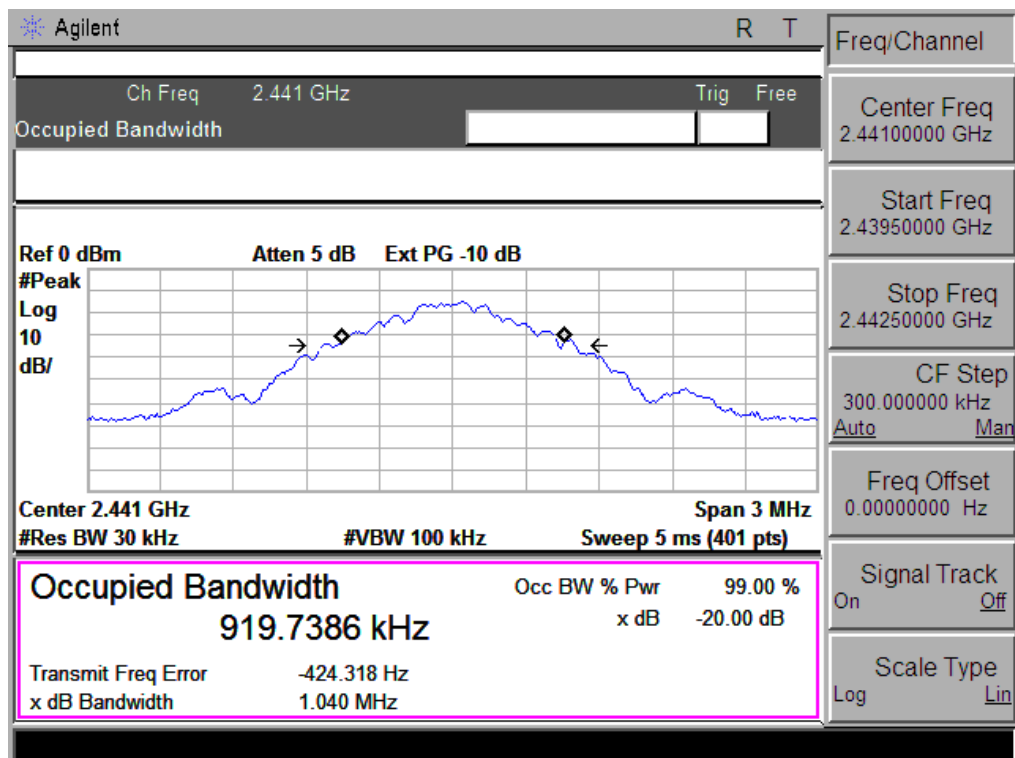 Agilent R T
Ch Freq 2.441 GHz Trig Free
Occupied Bandwidth
Ref 0 dBm Atten 5 dB Ext PG -10 dB
#Peak
Log
10
dB/
Center 2.441 GHz Span 3 MHz
#Res BW 30 kHz #VBW 100 kHz Sweep 5 ms (401 pts)
Occupied Bandwidth Occ BW % Pwr 99.00 %
919.7386 kHz x dB -20.00 dB
Transmit Freq Error -424.318 Hz
x dB Bandwidth 1.040 MHz
Freq/Channel
Center Freq
2.44100000 GHz
Start Freq
2.43950000 GHz
Stop Freq
2.44250000 GHz
CF Step
300.000000 kHz
Auto Man
Freq Offset
0.00000000 Hz
Signal Track
On Off
Scale Type
Log Lin